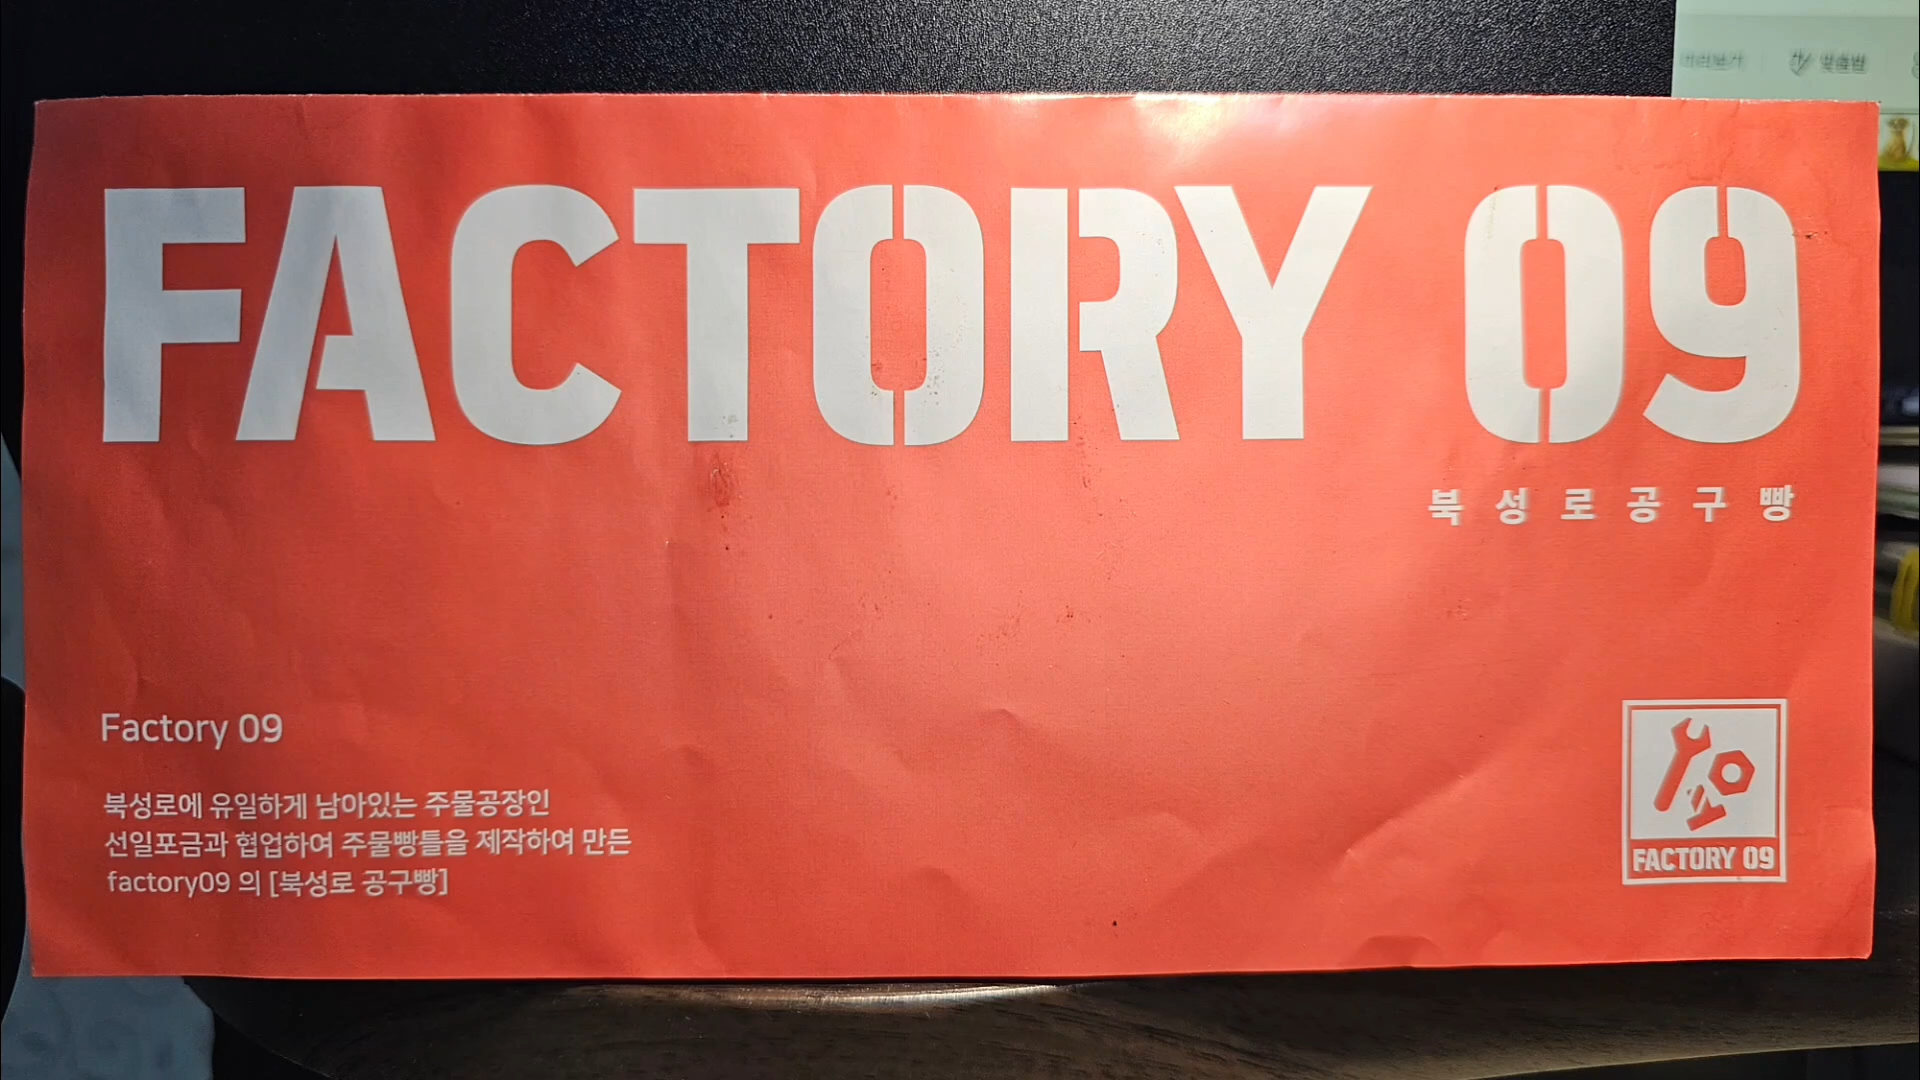 FACTORY 09
북성로공구빵
Factory 09
북성로에 유일하게 남아있는 주물공장인
선일포금과 협업하여 주물빵틀을 제작하여 만든
factory09 의 [북성로 공구빵]
FACTORY 09